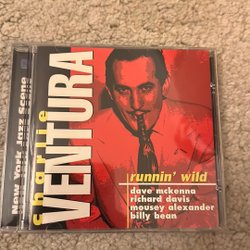 New York Jazz Scene
charlie
VENTURA
runnin' wild
dave mckenna
richard davis
mousey alexander
billy bean